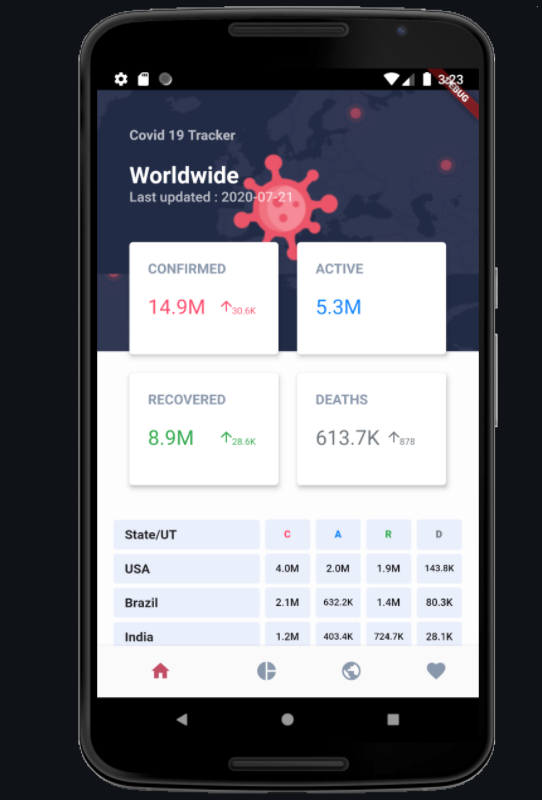 3:23
DEBUG
Covid 19 Tracker
Worldwide
Last updated : 2020-07-21
CONFIRMED
14.9M ↑30.6K
ACTIVE
5.3M
RECOVERED
8.9M ↑28.6K
DEATHS
613.7K ↑878
State/UT C A R D
USA 4.0M 2.0M 1.9M 143.8K
Brazil 2.1M 632.2K 1.4M 80.3K
India 1.2M 403.4K 724.7K 28.1K